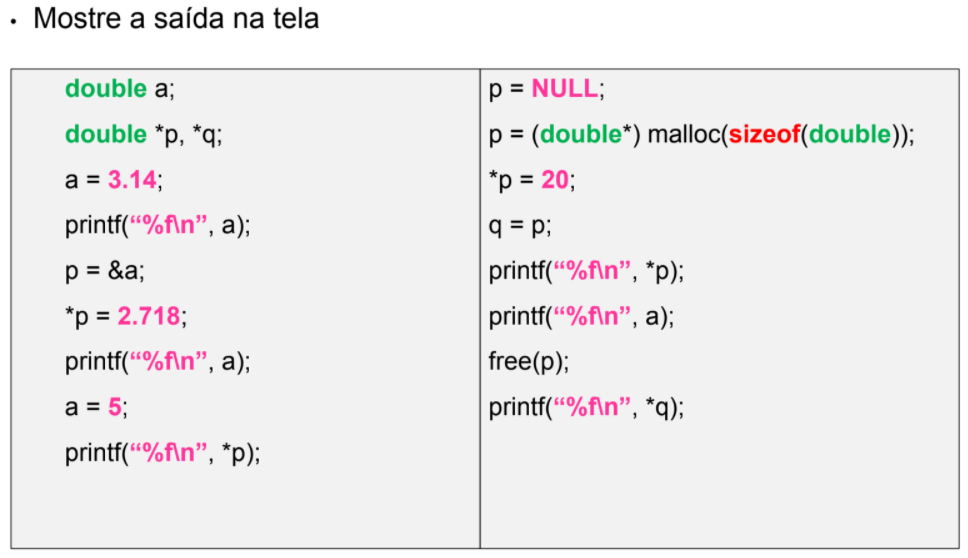 • Mostre a saída na tela
double a;
double *p, *q;
a = 3.14;
printf(“%f\n”, a);
p = &a;
*p = 2.718;
printf(“%f\n”, a);
a = 5;
printf(“%f\n”, *p);
p = NULL;
p = (double*) malloc(sizeof(double));
*p = 20;
q = p;
printf(“%f\n”, *p);
printf(“%f\n”, a);
free(p);
printf(“%f\n”, *q);